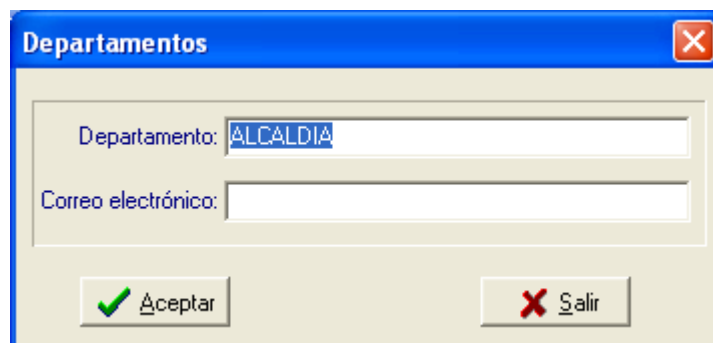 Departamentos
Departamento: ALCALDIA
Correo electrónico:
Aceptar Salir